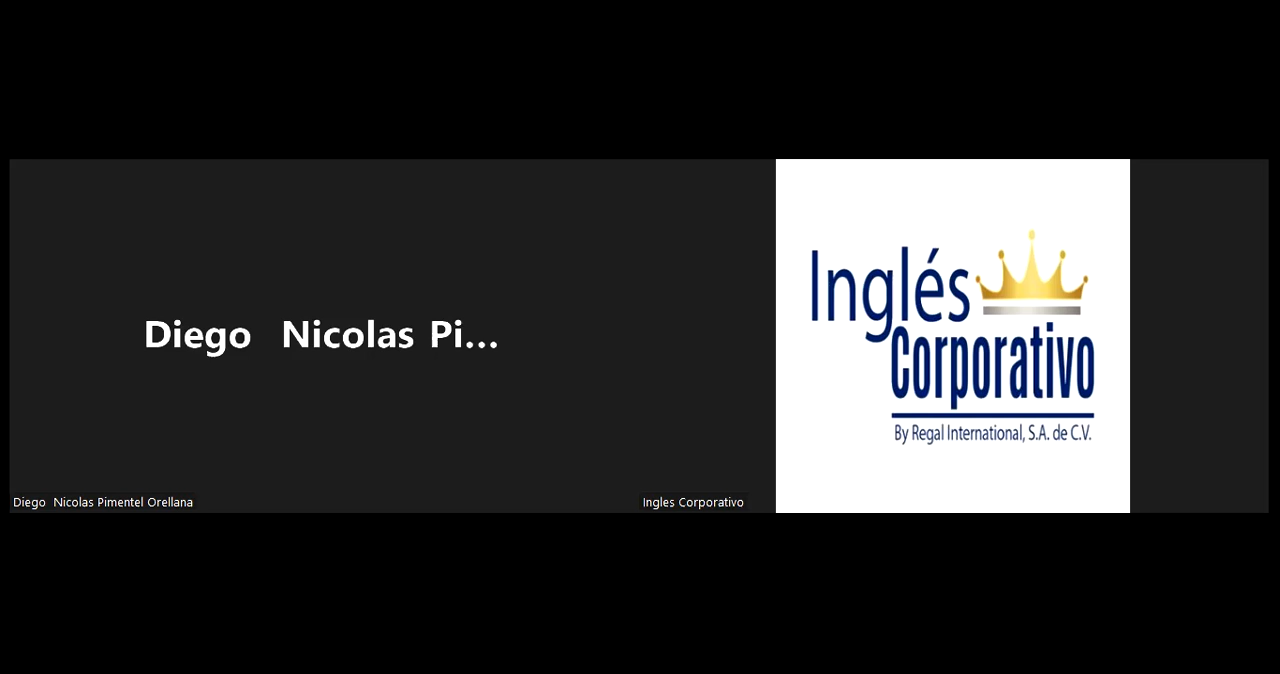 Diego Nicolas Pi...
Diego Nicolas Pimentel Orellana
Inglés
Corporativo
By Regal International, S.A. de C.V.
Ingles Corporativo